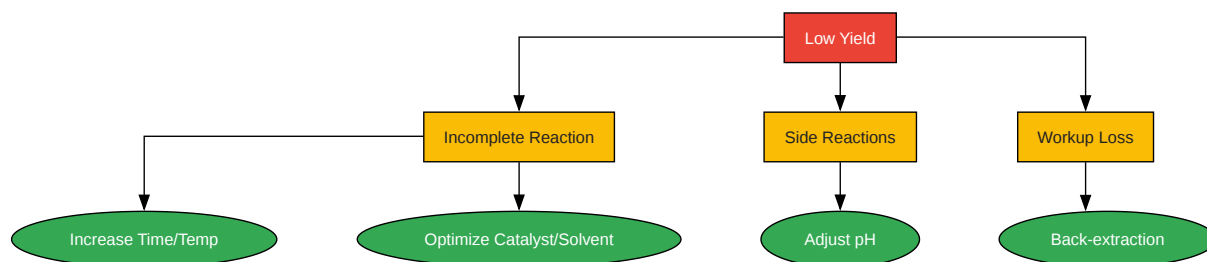 Low Yield
Incomplete Reaction
Side Reactions
Workup Loss
Increase Time/Temp
Optimize Catalyst/Solvent
Adjust pH
Back-extraction